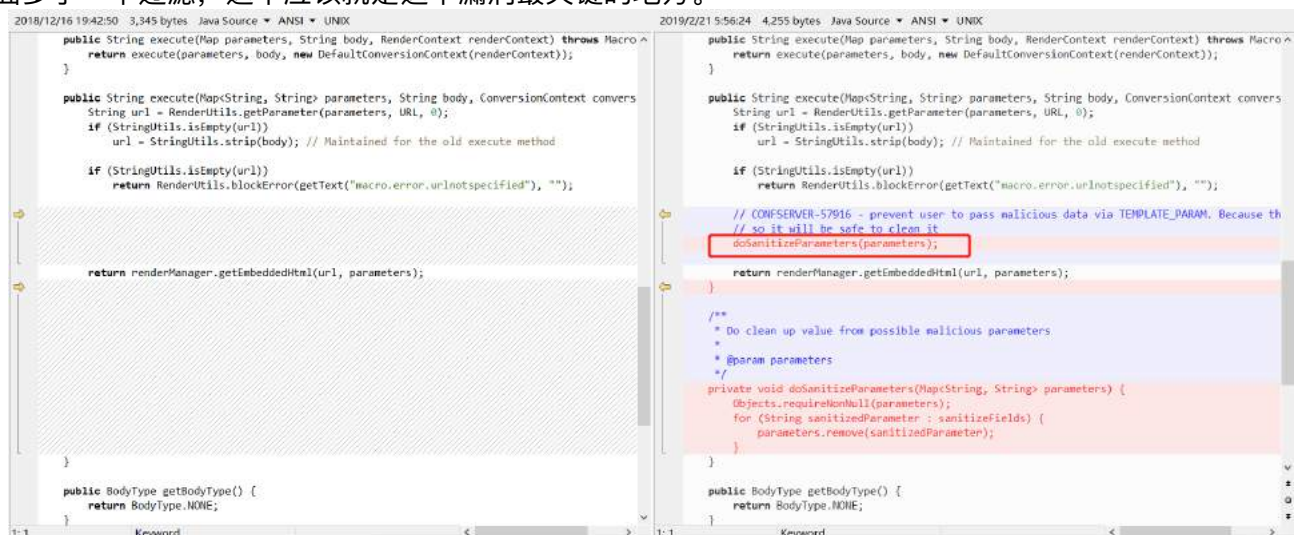 2018/12/16 19:42:50 3,345 bytes Java Source ▼ ANSI ▼ UNIX
public String execute(Map parameters, String body, RenderContext renderContext) throws Macro
return execute(parameters, body, new DefaultConversionContext(renderContext));
}
public String execute(Map<String, String> parameters, String body, ConversionContext convers
String url = RenderUtils.getParameter(parameters, URL, 0);
if (StringUtils.isEmpty(url))
url = StringUtils.strip(body); // Maintained for the old execute method
if (StringUtils.isEmpty(url))
return RenderUtils.blockError(getText("macro.error.urlnotspecified"), "");
return renderManager.getEmbeddedHtml(url, parameters);
}
public BodyType getBodyType() {
return BodyType.NONE;
}
1:1 Keyword
2019/2/21 5:56:24 4,255 bytes Java Source ▼ ANSI ▼ UNIX
public String execute(Map parameters, String body, RenderContext renderContext) throws Macro
return execute(parameters, body, new DefaultConversionContext(renderContext));
}
public String execute(Map<String, String> parameters, String body, ConversionContext convers
String url = RenderUtils.getParameter(parameters, URL, 0);
if (StringUtils.isEmpty(url))
url = StringUtils.strip(body); // Maintained for the old execute method
if (StringUtils.isEmpty(url))
return RenderUtils.blockError(getText("macro.error.urlnotspecified"), "");
// CONFSERVER-57916 - prevent user to pass malicious data via TEMPLATE_PARAM. Because th
// so it will be safe to clean it
doSanitizeParameters(parameters);
return renderManager.getEmbeddedHtml(url, parameters);
}
/**
* Do clean up value from possible malicious parameters
*
* @param parameters
*/
private void doSanitizeParameters(Map<String, String> parameters) {
Objects.requireNonNull(parameters);
for (String sanitizedParameter : sanitizeFields) {
parameters.remove(sanitizedParameter);
}
}
public BodyType getBodyType() {
return BodyType.NONE;
}
1:1 Keyword